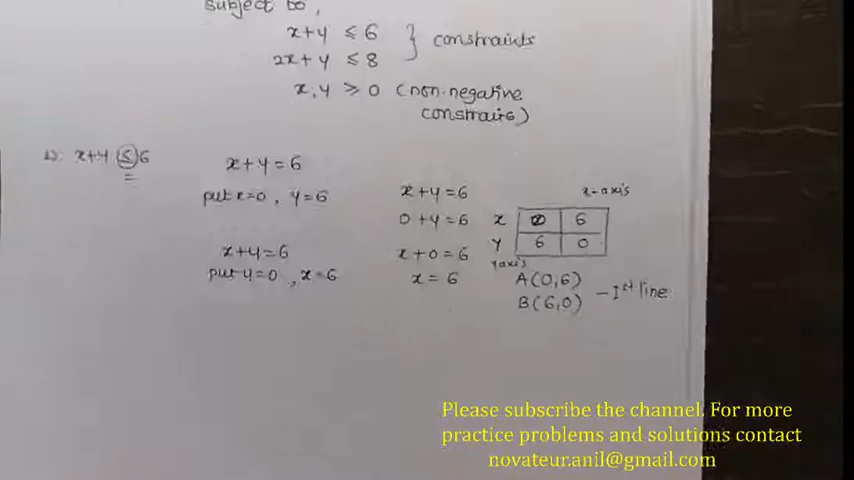 subject to,
x+y ≤ 6 } constraints
2x+y ≤ 8
x, y ≥ 0 (non-negative
constrairs)
1) x+y ≤ 6
x+y=6
put x=0, y=6
x+y=6
put y=0, x=6
x+y=6
0+y=6
x+0=6
x=6
x-axis
x 0 6
y 6 0
y axis
A(0,6)
B(6,0) - Ist line
Please subscribe the channel. For more
practice problems and solutions contact
novateur.anil@gmail.com